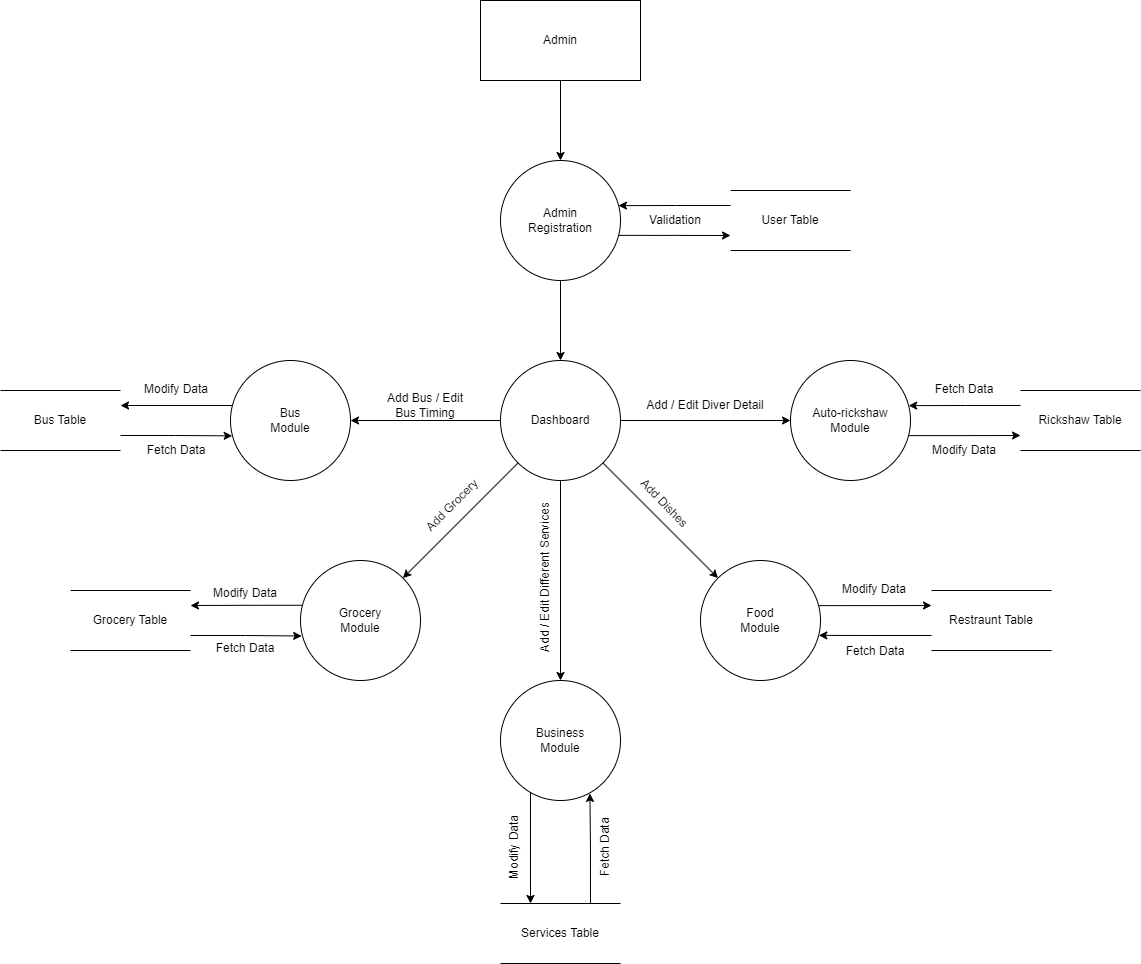 Admin
Admin
Registration
Validation
User Table
Bus Table
Modify Data
Fetch Data
Bus
Module
Add Bus / Edit
Bus Timing
Dashboard
Add / Edit Diver Detail
Auto-rickshaw
Module
Fetch Data
Modify Data
Rickshaw Table
Add Grocery
Add / Edit Different Services
Add Dishes
Grocery Table
Modify Data
Fetch Data
Grocery
Module
Food
Module
Modify Data
Fetch Data
Restraunt Table
Business
Module
Modify Data
Fetch Data
Services Table